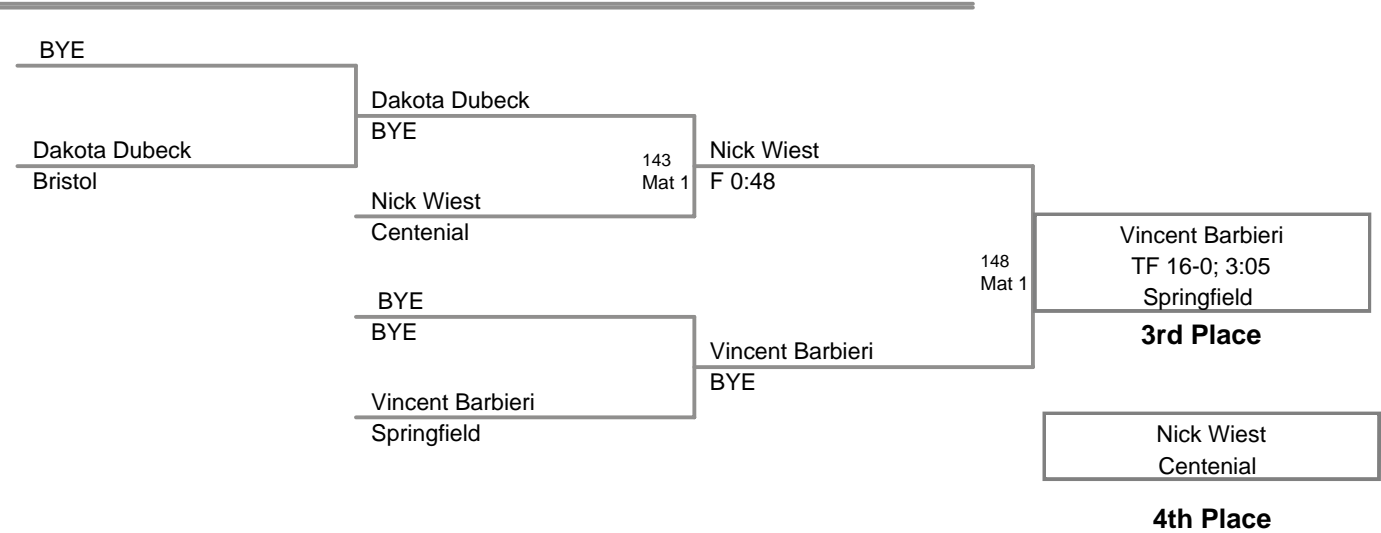 BYE
Dakota Dubeck
BYE
Dakota Dubeck
Bristol
143
Mat 1
Nick Wiest
F 0:48
Nick Wiest
Centenial
148
Mat 1
Vincent Barbieri
TF 16-0; 3:05
Springfield
3rd Place
BYE
BYE
Vincent Barbieri
BYE
Vincent Barbieri
Springfield
Nick Wiest
Centenial
4th Place